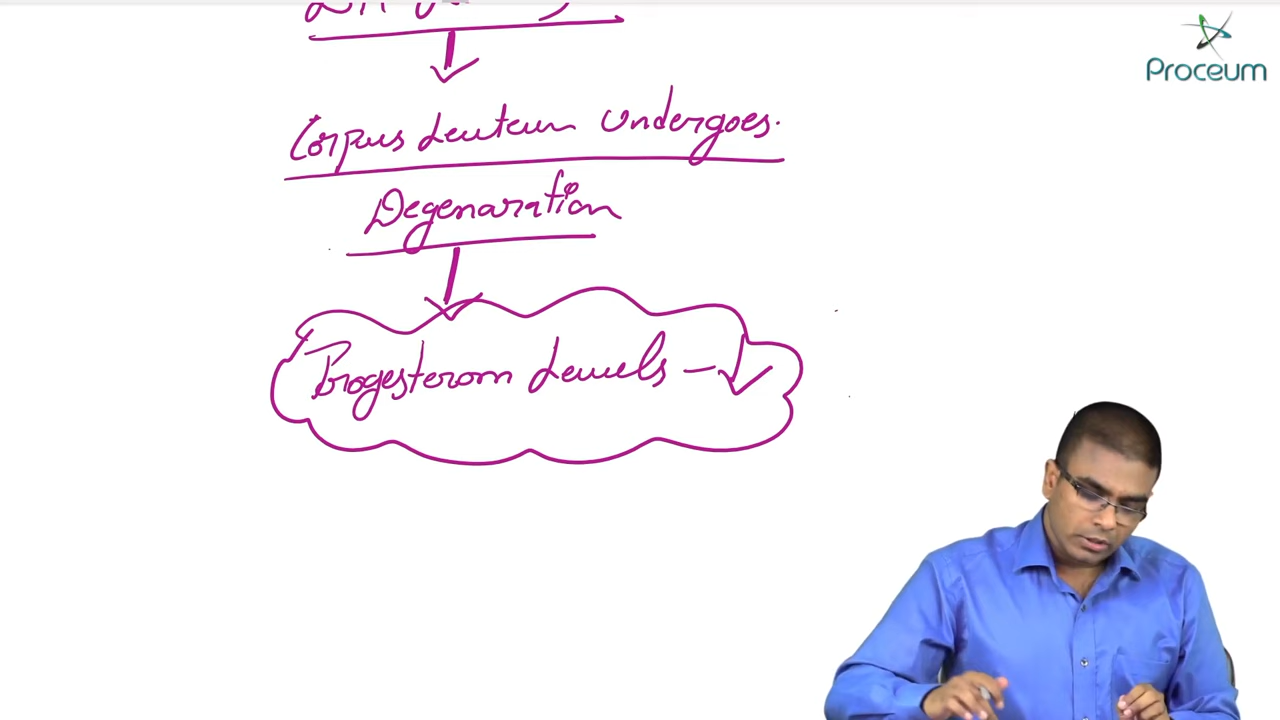 Proceum
Corpus Leuteum Undergoes.
Degenaration
Progesterom Levels - ↓